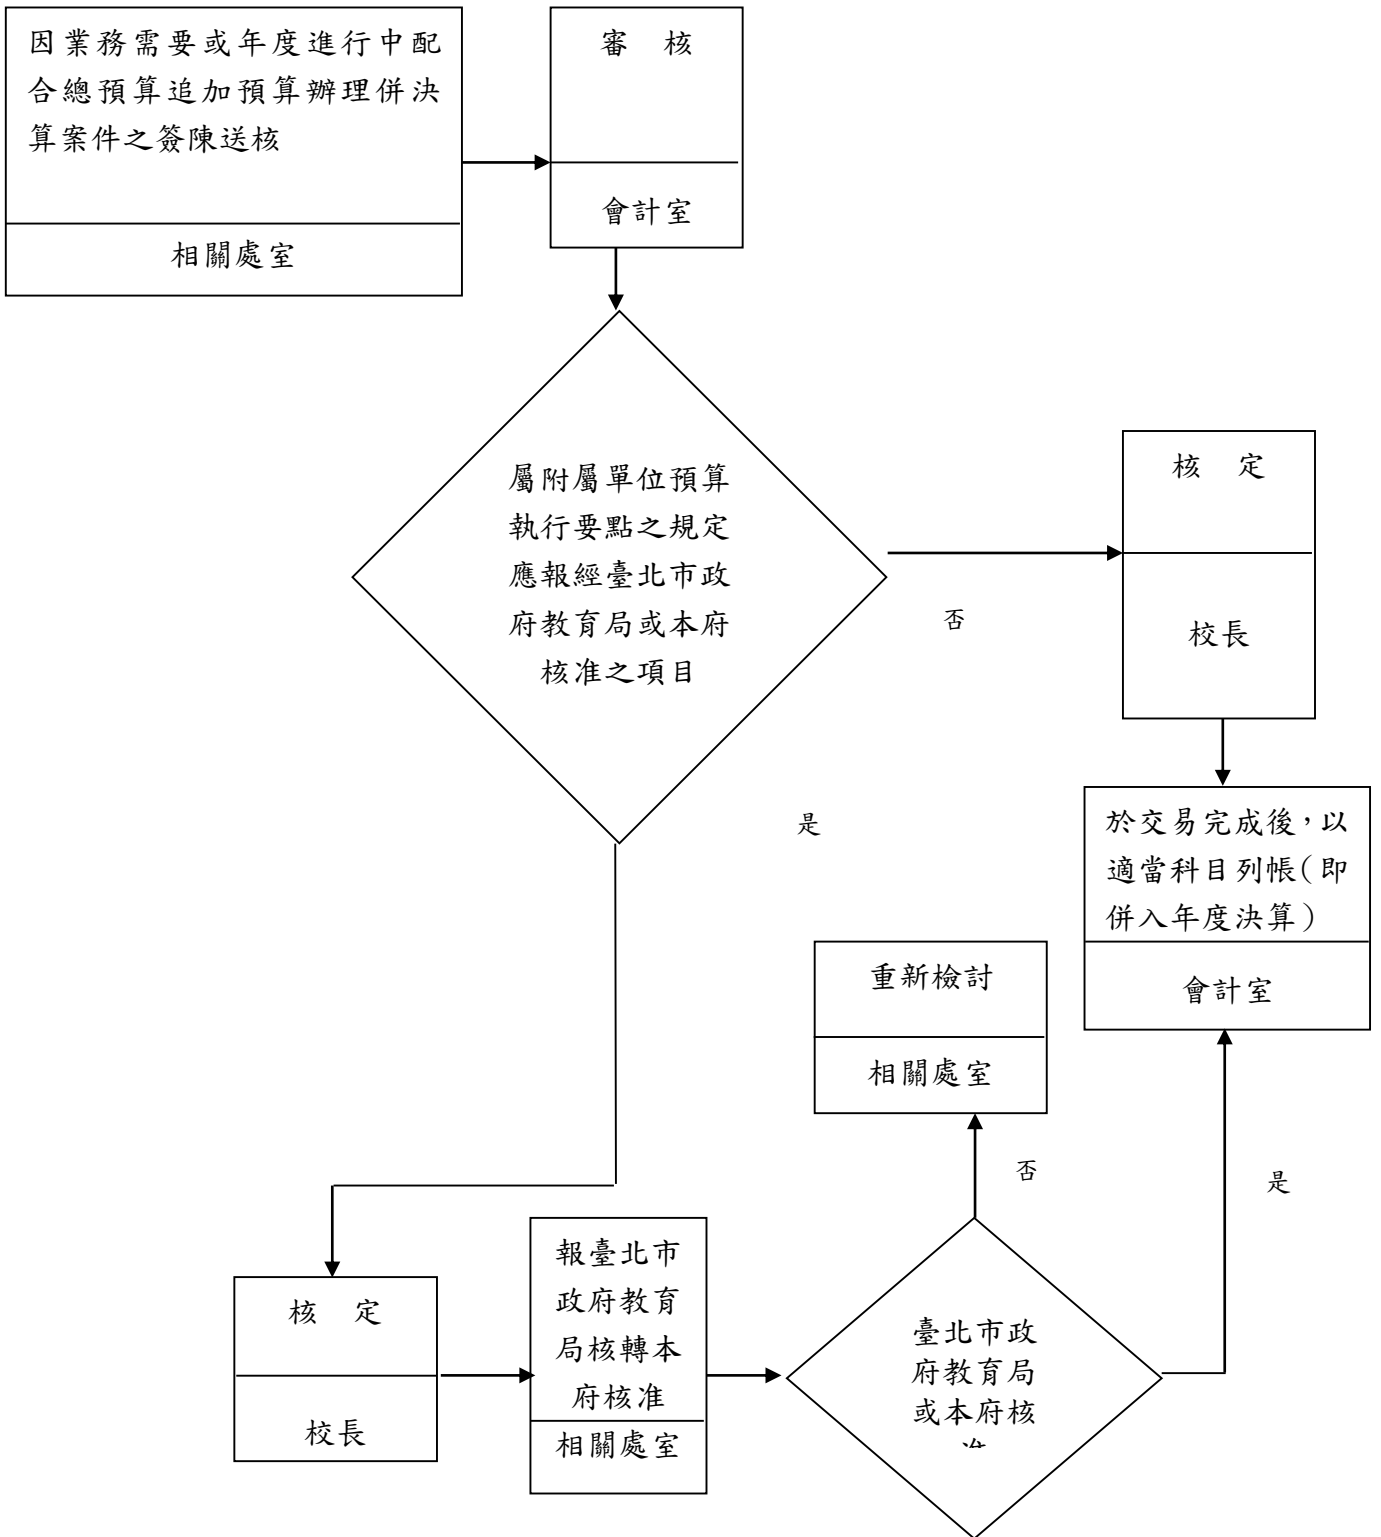 因業務需要或年度進行中配
合總預算追加預算辦理併決
算案件之簽陳送核
相關處室
審 核
會計室
屬附屬單位預算
執行要點之規定
應報經臺北市政
府教育局或本府
核准之項目
否
核 定
校長
是
於交易完成後，以
適當科目列帳（即
併入年度決算）
會計室
重新檢討
相關處室
否
是
核 定
校長
報臺北市
政府教育
局核轉本
府核准
相關處室
臺北市政
府教育局
或本府核